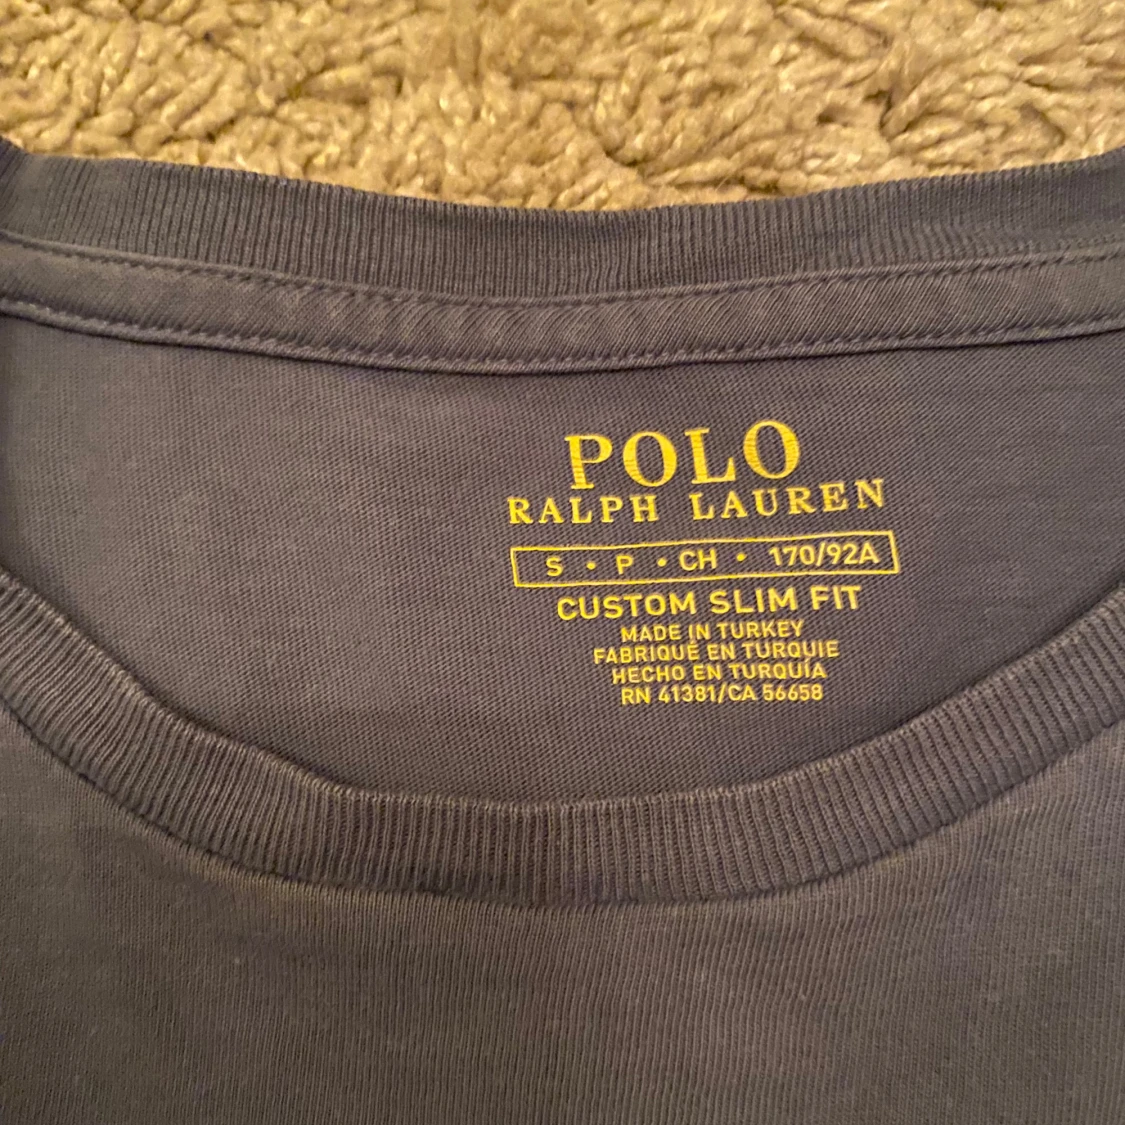 POLO
RALPH LAUREN
S • P • CH • 170/92A
CUSTOM SLIM FIT
MADE IN TURKEY
FABRIQUÉ EN TURQUIE
HECHO EN TURQUÍA
RN 41381/CA 56658